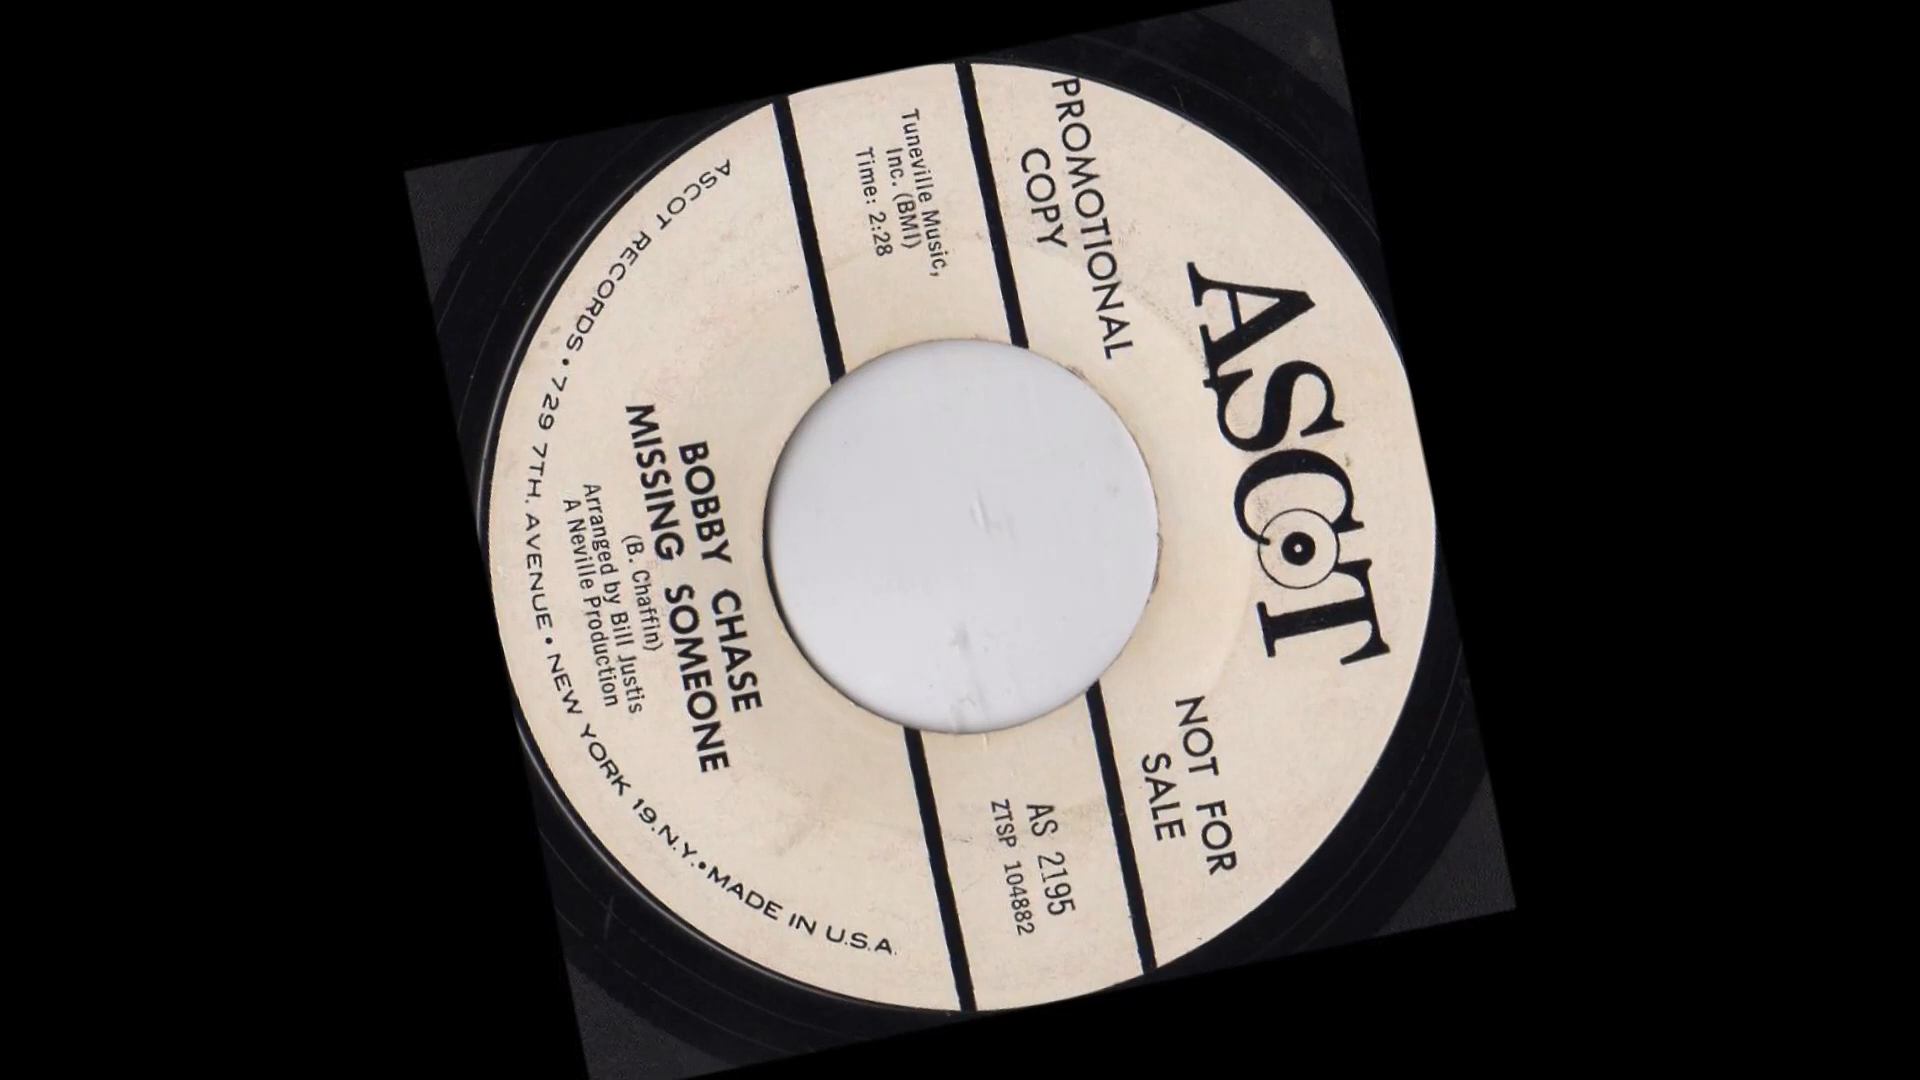 ASCOT
PROMOTIONAL
COPY
NOT FOR
SALE
Tuneville Music,
Inc. (BMI)
Time: 2:28
AS 2195
ZTSP 104882
BOBBY CHASE
MISSING SOMEONE
(B. Chaffin)
Arranged by Bill Justis
A Neville Production
ASCOT RECORDS • 729 7TH. AVENUE • NEW YORK 19. N.Y. • MADE IN U.S.A.